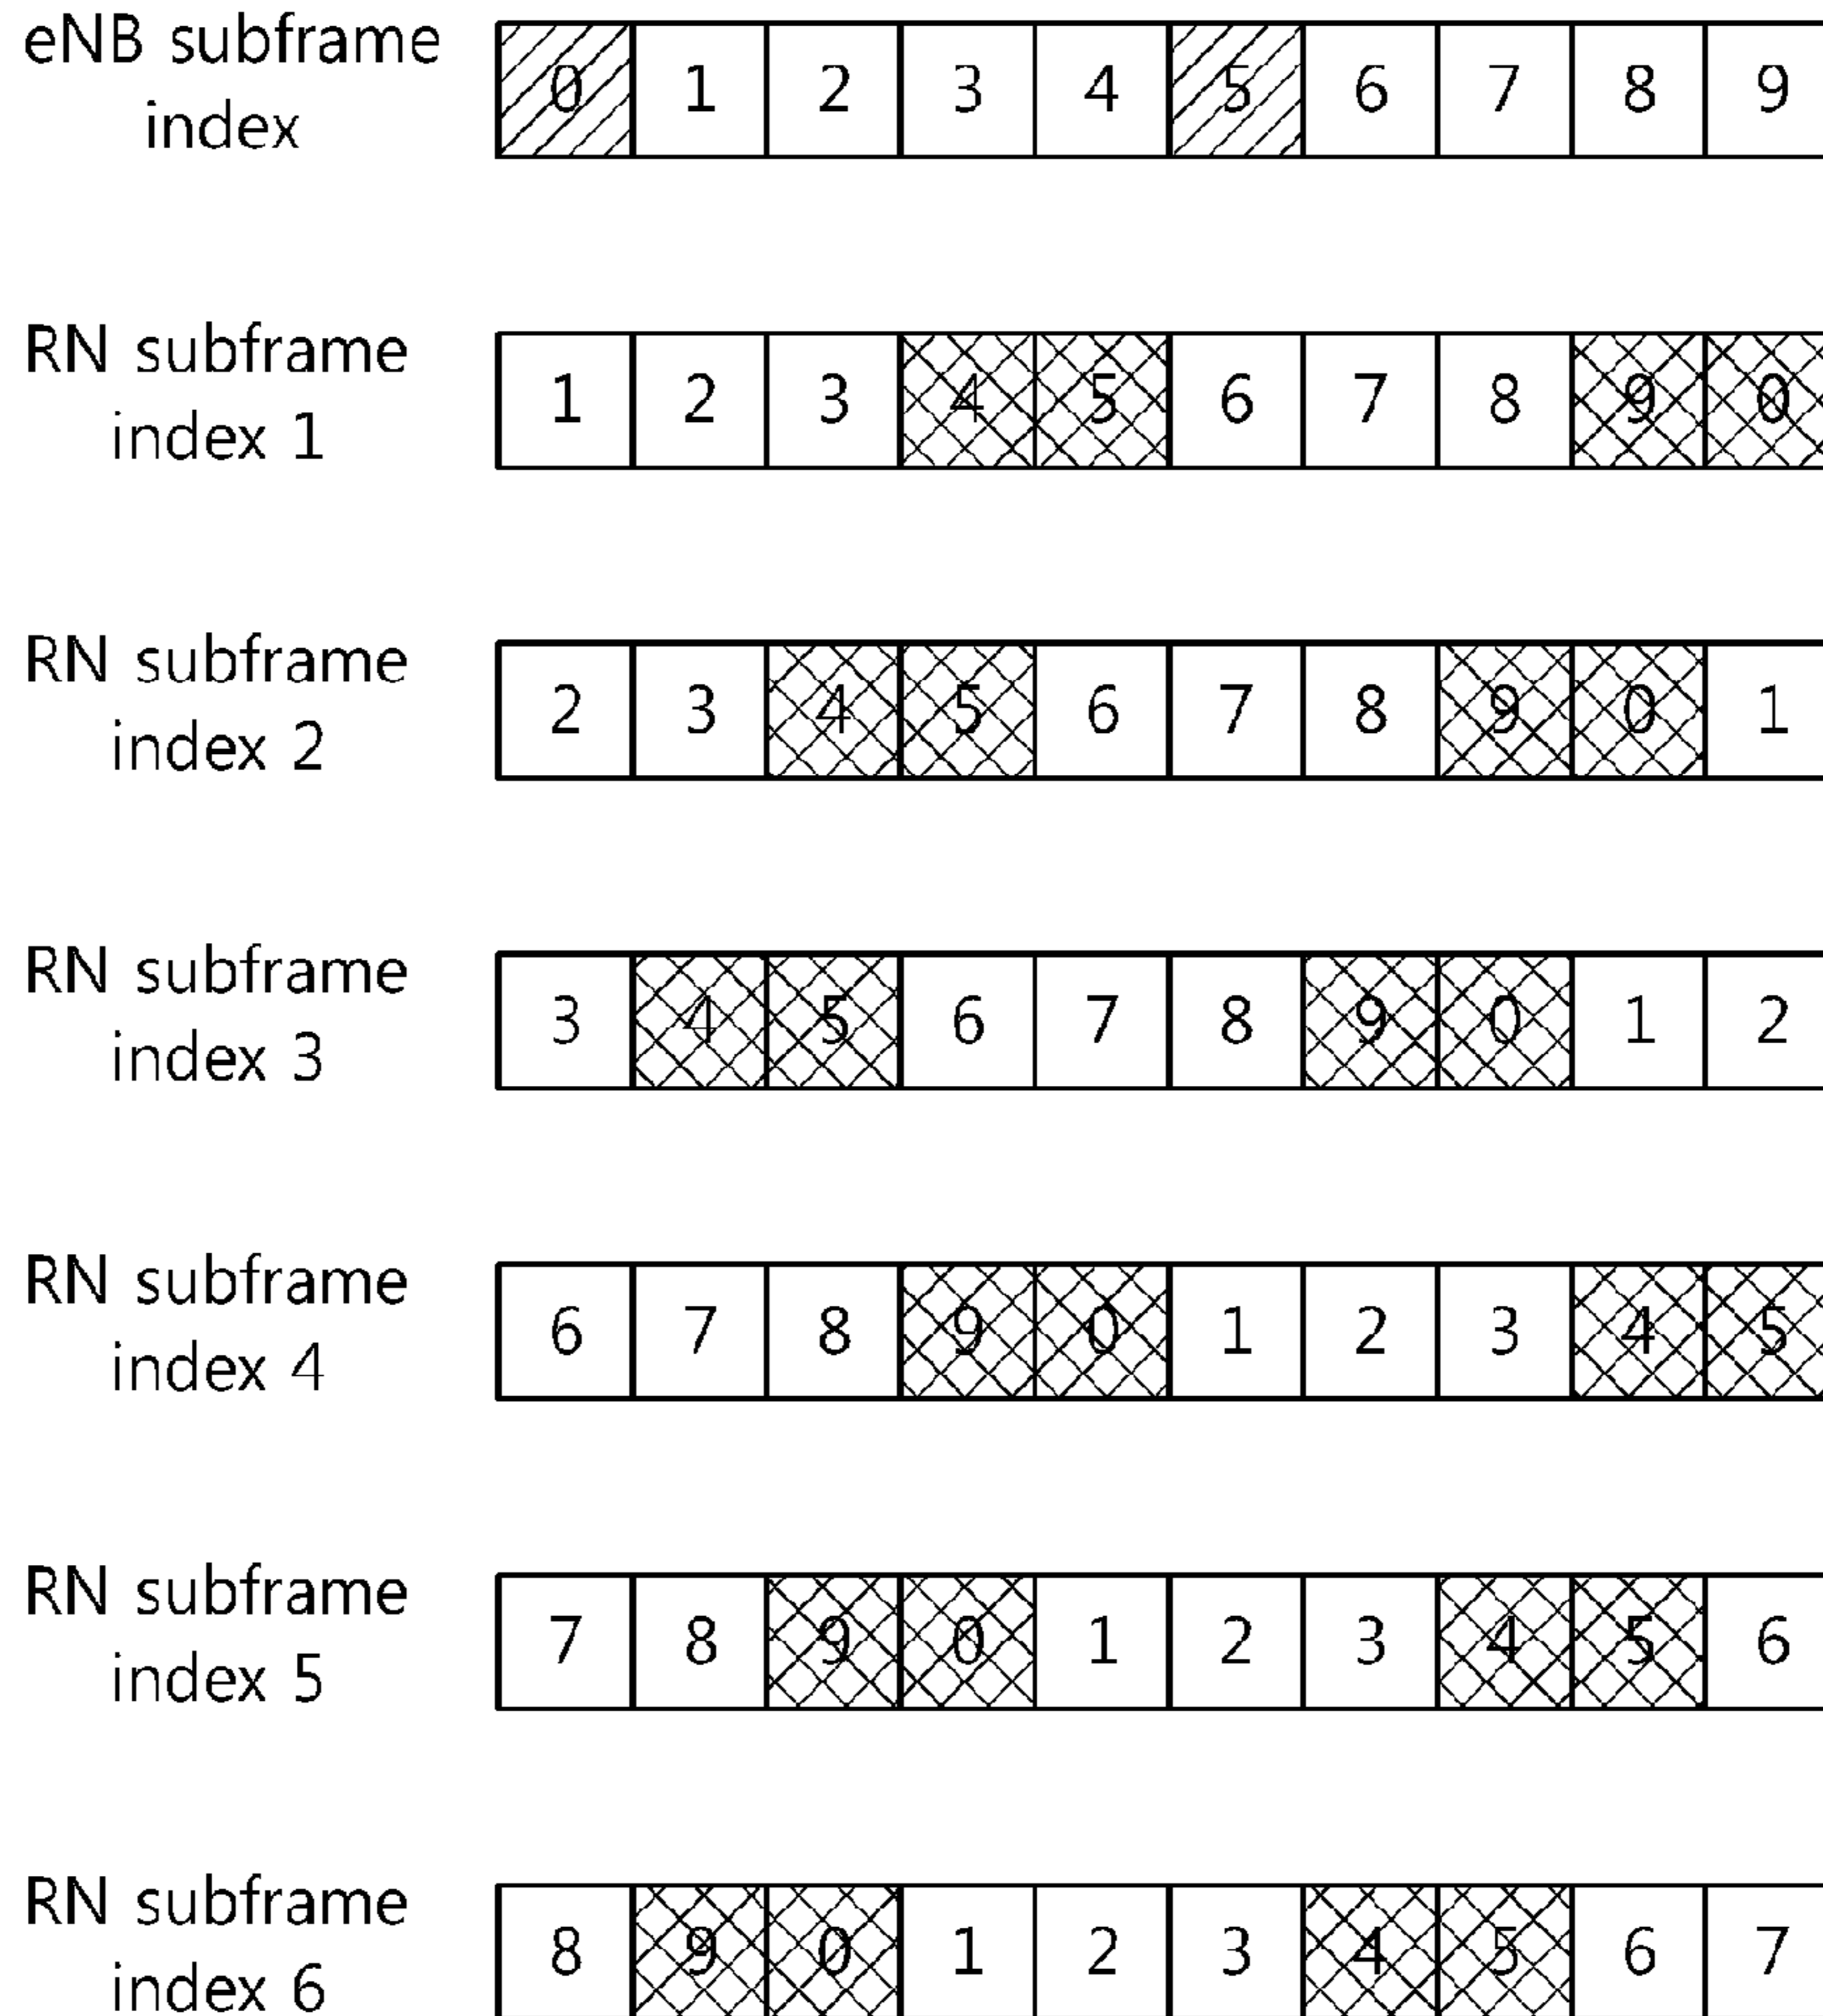 eNB subframe index 0 1 2 3 4 5 6 7 8 9
RN subframe index 1 1 2 3 4 5 6 7 8 9 0
RN subframe index 2 2 3 4 5 6 7 8 9 0 1
RN subframe index 3 3 4 5 6 7 8 9 0 1 2
RN subframe index 4 6 7 8 9 0 1 2 3 4 5
RN subframe index 5 7 8 9 0 1 2 3 4 5 6
RN subframe index 6 8 9 0 1 2 3 4 5 6 7